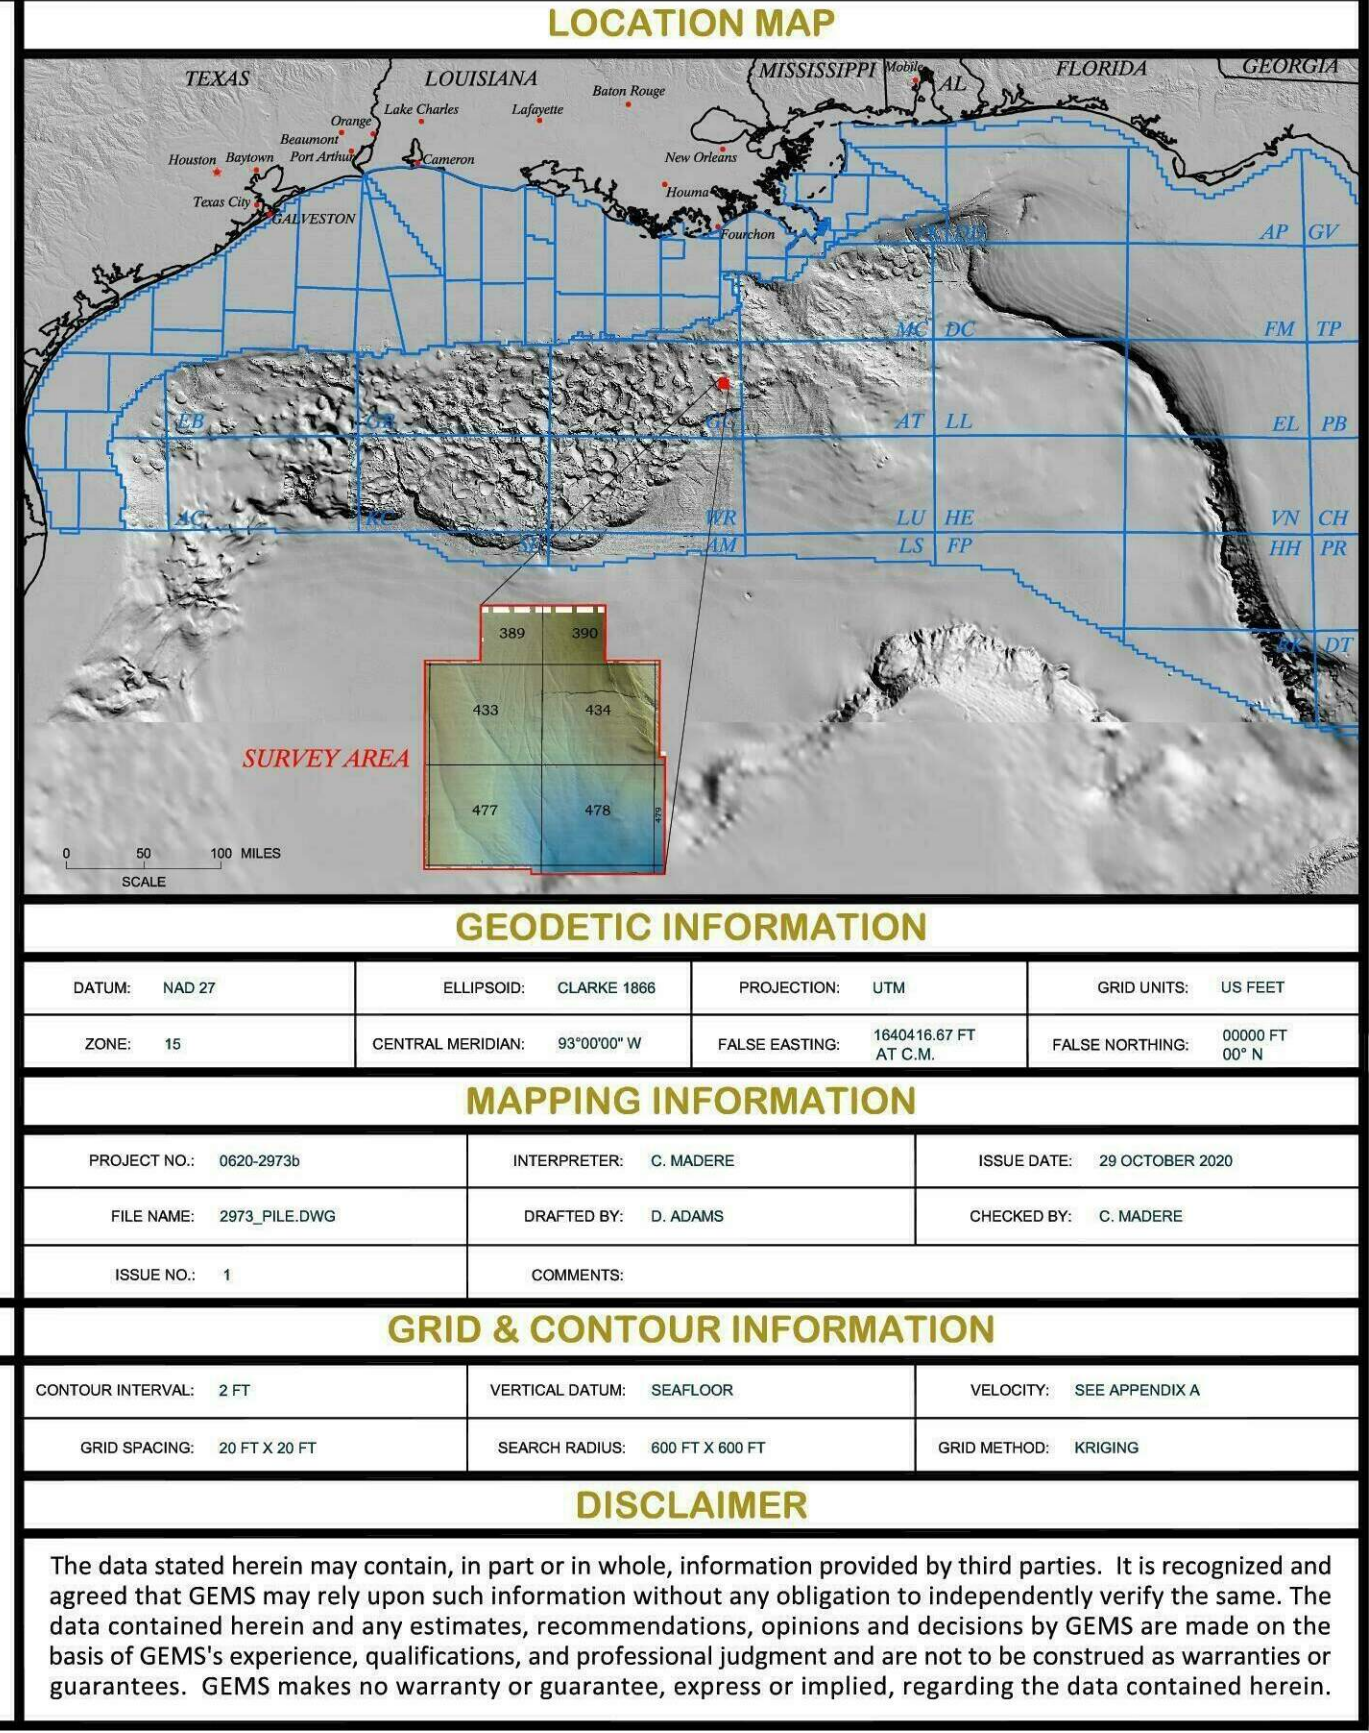 LOCATION MAP
TEXAS
LOUISIANA
MISSISSIPPI
Mobile
AL
FLORIDA
GEORGIA
Baton Rouge
Lake Charles
Lafayette
Orange
Beaumont
Houston
Baytown
Port Arthur
Cameron
New Orleans
Texas City
Houma
GALVESTON
Fourchon
AP
GV
MC
DC
FM
TP
EB
GB
GC
AT
LL
EL
PB
AC
KC
WR
LU
HE
VN
CH
AM
LS
FP
HH
PR
DT
389
390
433
434
SURVEY AREA
477
478
479
0
50
100 MILES
SCALE
GEODETIC INFORMATION
DATUM: NAD 27
ELLIPSOID: CLARKE 1866
PROJECTION: UTM
GRID UNITS: US FEET
ZONE: 15
CENTRAL MERIDIAN: 93°00'00" W
FALSE EASTING: 1640416.67 FT
AT C.M.
FALSE NORTHING: 00000 FT
00° N
MAPPING INFORMATION
PROJECT NO.: 0620-2973b
INTERPRETER: C. MADERE
ISSUE DATE: 29 OCTOBER 2020
FILE NAME: 2973_PILE.DWG
DRAFTED BY: D. ADAMS
CHECKED BY: C. MADERE
ISSUE NO.: 1
COMMENTS:
GRID & CONTOUR INFORMATION
CONTOUR INTERVAL: 2 FT
VERTICAL DATUM: SEAFLOOR
VELOCITY: SEE APPENDIX A
GRID SPACING: 20 FT X 20 FT
SEARCH RADIUS: 600 FT X 600 FT
GRID METHOD: KRIGING
DISCLAIMER
The data stated herein may contain, in part or in whole, information provided by third parties. It is recognized and
agreed that GEMS may rely upon such information without any obligation to independently verify the same. The
data contained herein and any estimates, recommendations, opinions and decisions by GEMS are made on the
basis of GEMS's experience, qualifications, and professional judgment and are not to be construed as warranties or
guarantees. GEMS makes no warranty or guarantee, express or implied, regarding the data contained herein.